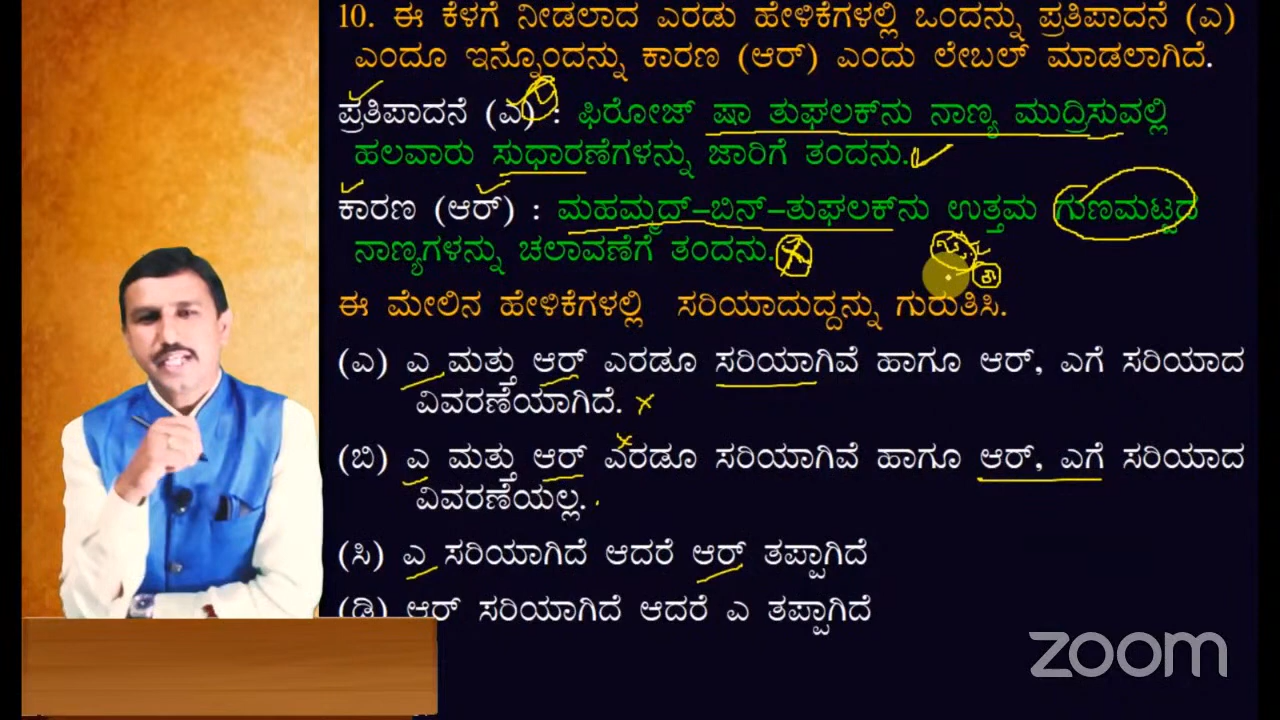 10. ಈ ಕೆಳಗೆ ನೀಡಲಾದ ಎರಡು ಹೇಳಿಕೆಗಳಲ್ಲಿ ಒಂದನ್ನು ಪ್ರತಿಪಾದನೆ (ಎ)
ಎಂದೂ ಇನ್ನೊಂದನ್ನು ಕಾರಣ (ಆರ್) ಎಂದು ಲೇಬಲ್ ಮಾಡಲಾಗಿದೆ.
ಪ್ರತಿಪಾದನೆ (ಎ) : ಫಿರೋಜ್ ಷಾ ತುಘಲಕ್‌ನು ನಾಣ್ಯ ಮುದ್ರಿಸುವಲ್ಲಿ
ಹಲವಾರು ಸುಧಾರಣೆಗಳನ್ನು ಜಾರಿಗೆ ತಂದನು.
ಕಾರಣ (ಆರ್) : ಮಹಮ್ಮದ್-ಬಿನ್-ತುಘಲಕ್‌ನು ಉತ್ತಮ ಗುಣಮಟ್ಟದ
ನಾಣ್ಯಗಳನ್ನು ಚಲಾವಣೆಗೆ ತಂದನು.
ಈ ಮೇಲಿನ ಹೇಳಿಕೆಗಳಲ್ಲಿ ಸರಿಯಾದುದ್ದನ್ನು ಗುರುತಿಸಿ.
(ಎ) ಎ ಮತ್ತು ಆರ್ ಎರಡೂ ಸರಿಯಾಗಿವೆ ಹಾಗೂ ಆರ್, ಎಗೆ ಸರಿಯಾದ
ವಿವರಣೆಯಾಗಿದೆ.
(ಬಿ) ಎ ಮತ್ತು ಆರ್ ಎರಡೂ ಸರಿಯಾಗಿವೆ ಹಾಗೂ ಆರ್, ಎಗೆ ಸರಿಯಾದ
ವಿವರಣೆಯಲ್ಲ.
(ಸಿ) ಎ ಸರಿಯಾಗಿದೆ ಆದರೆ ಆರ್ ತಪ್ಪಾಗಿದೆ
(ಡಿ) ಆರ್ ಸರಿಯಾಗಿದೆ ಆದರೆ ಎ ತಪ್ಪಾಗಿದೆ
zoom